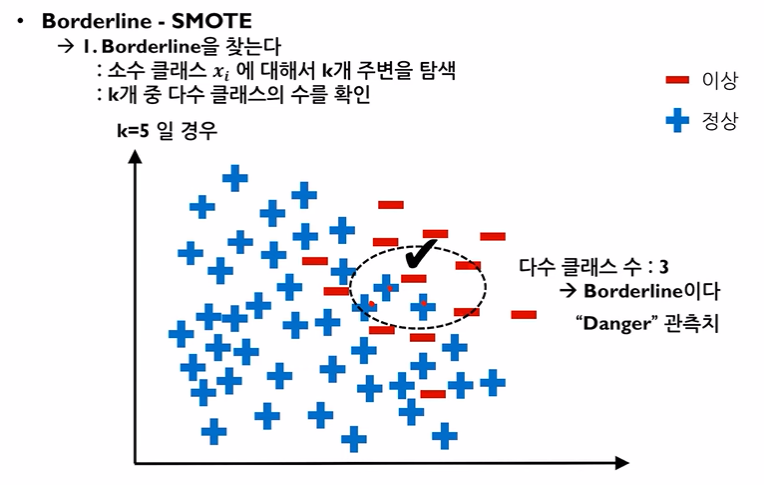 • Borderline - SMOTE
→ 1. Borderline을 찾는다
: 소수 클래스 𝑥ᵢ 에 대해서 k개 주변을 탐색
: k개 중 다수 클래스의 수를 확인
이상
정상
k=5 일 경우
다수 클래스 수 : 3
→ Borderline이다
“Danger” 관측치